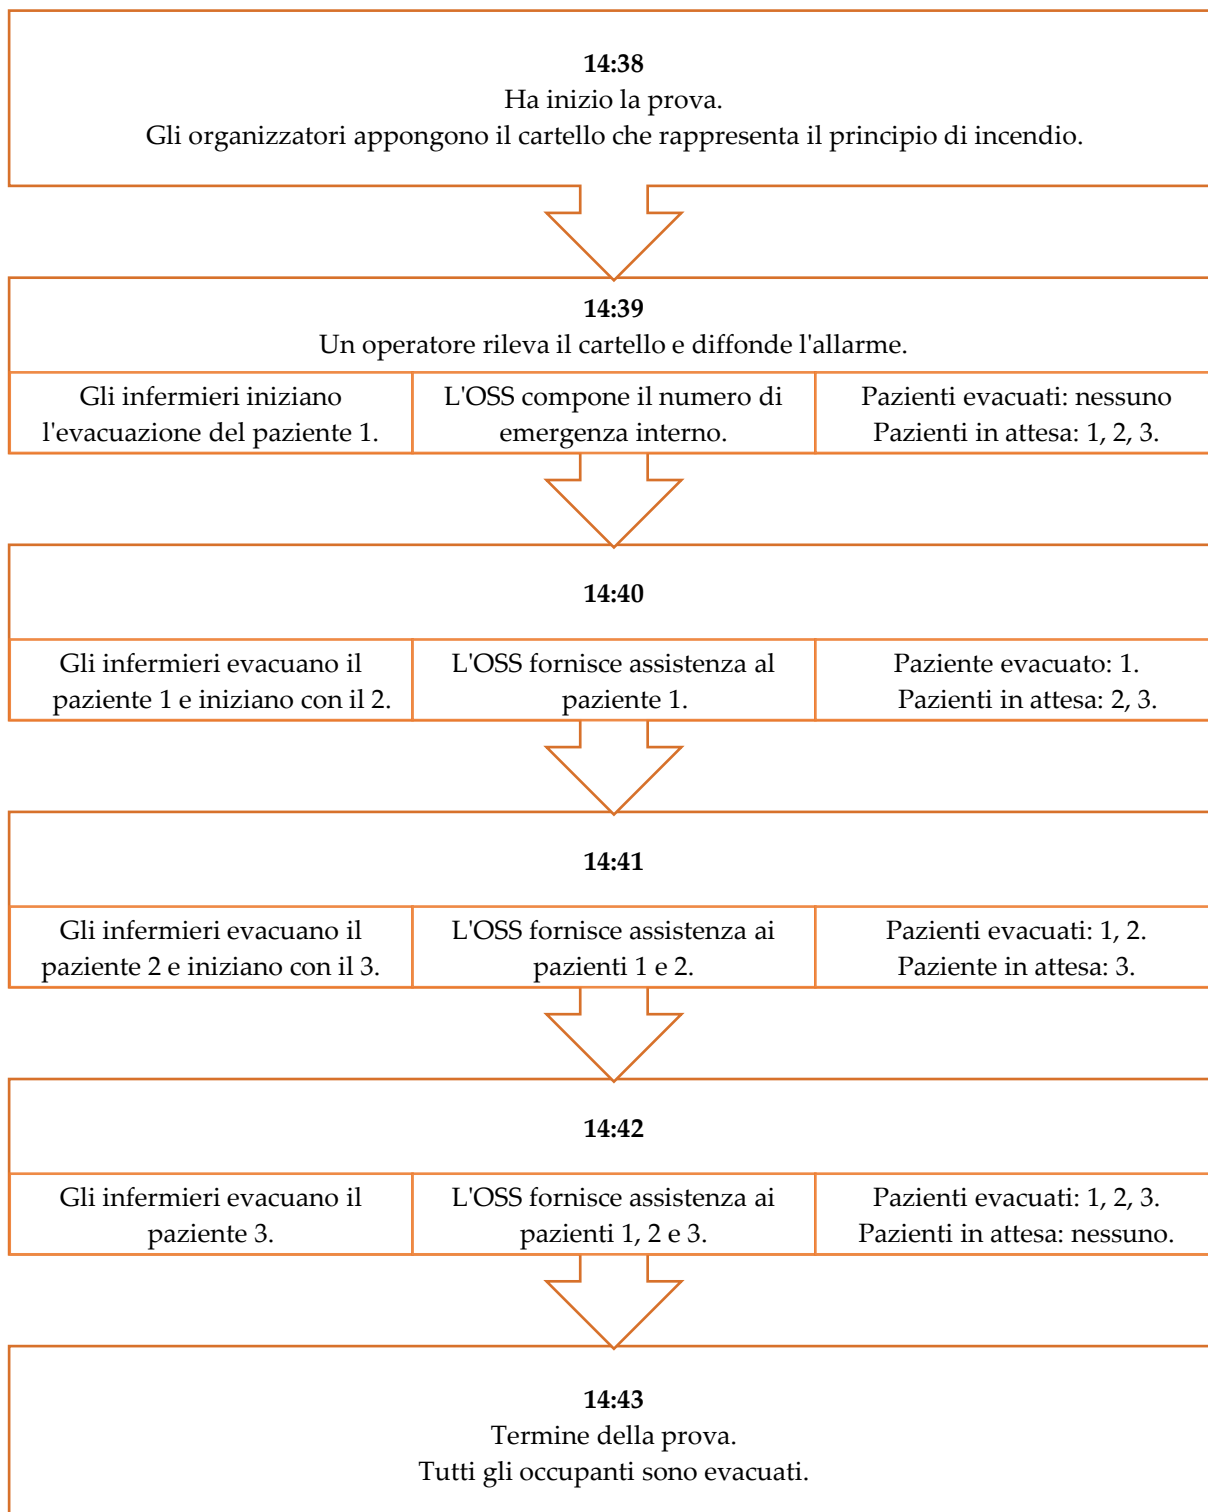 14:38
Ha inizio la prova.
Gli organizzatori appongono il cartello che rappresenta il principio di incendio.
14:39
Un operatore rileva il cartello e diffonde l'allarme.
Gli infermieri iniziano
l'evacuazione del paziente 1.
L'OSS compone il numero di
emergenza interno.
Pazienti evacuati: nessuno
Pazienti in attesa: 1, 2, 3.
14:40
Gli infermieri evacuano il
paziente 1 e iniziano con il 2.
L'OSS fornisce assistenza al
paziente 1.
Paziente evacuato: 1.
Pazienti in attesa: 2, 3.
14:41
Gli infermieri evacuano il
paziente 2 e iniziano con il 3.
L'OSS fornisce assistenza ai
pazienti 1 e 2.
Pazienti evacuati: 1, 2.
Paziente in attesa: 3.
14:42
Gli infermieri evacuano il
paziente 3.
L'OSS fornisce assistenza ai
pazienti 1, 2 e 3.
Pazienti evacuati: 1, 2, 3.
Pazienti in attesa: nessuno.
14:43
Termine della prova.
Tutti gli occupanti sono evacuati.